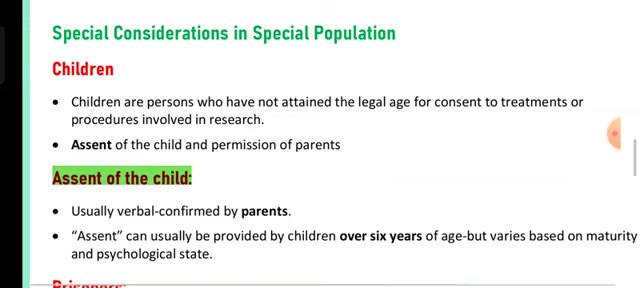 Special Considerations in Special Population
Children
• Children are persons who have not attained the legal age for consent to treatments or
procedures involved in research.
• Assent of the child and permission of parents
Assent of the child:
• Usually verbal-confirmed by parents.
• "Assent" can usually be provided by children over six years of age-but varies based on maturity
and psychological state.
Prisoners: